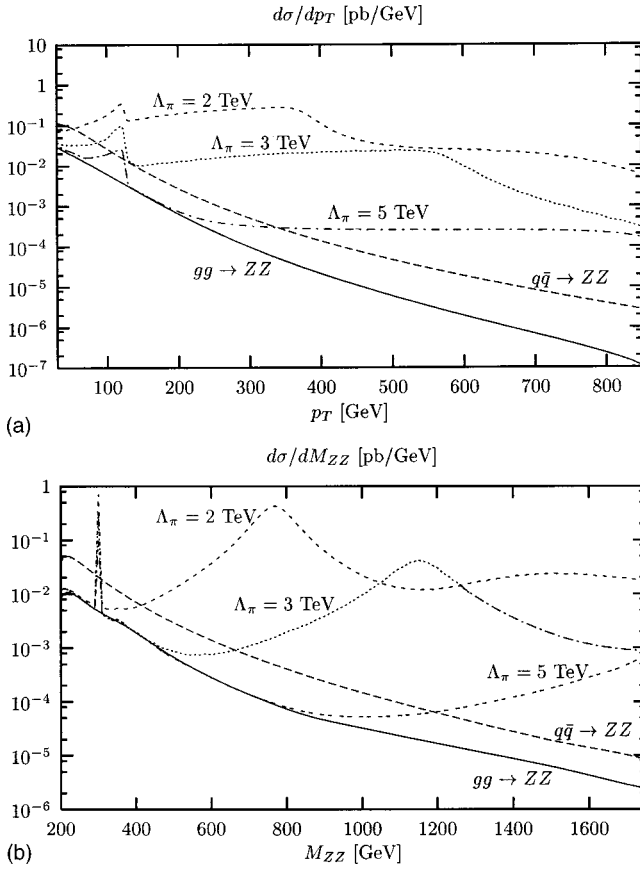 dσ/dp_T [pb/GeV]
10
1
10^-1
10^-2
10^-3
10^-4
10^-5
10^-6
10^-7
Λ_π = 2 TeV
Λ_π = 3 TeV
Λ_π = 5 TeV
gg → ZZ
qq̄ → ZZ
100 200 300 400 500 600 700 800
p_T [GeV]
(a)
dσ/dM_ZZ [pb/GeV]
1
10^-1
10^-2
10^-3
10^-4
10^-5
10^-6
Λ_π = 2 TeV
Λ_π = 3 TeV
Λ_π = 5 TeV
qq̄ → ZZ
gg → ZZ
200 400 600 800 1000 1200 1400 1600
M_ZZ [GeV]
(b)